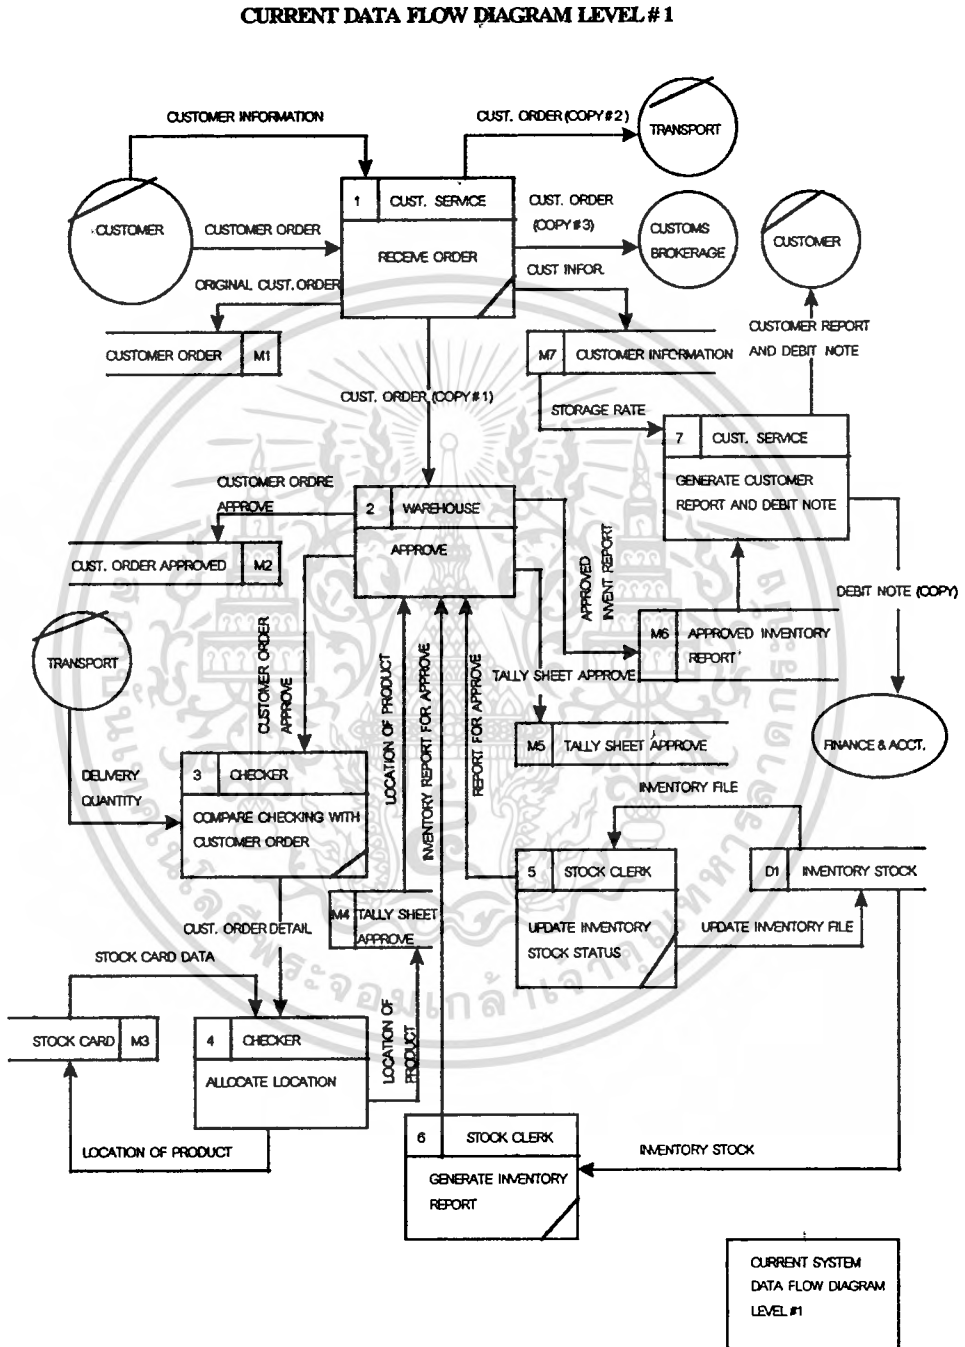 CURRENT DATA FLOW DIAGRAM LEVEL # 1
CUSTOMER INFORMATION
CUST. ORDER (COPY # 2)
TRANSPORT
1
CUST. SERVICE
RECEIVE ORDER
CUSTOMER
CUSTOMER ORDER
CUST. ORDER
(COPY # 3)
CUSTOMS
BROKERAGE
CUSTOMER
ORIGINAL CUST. ORDER
CUST INFOR.
CUSTOMER ORDER
M1
M7
CUSTOMER INFORMATION
CUSTOMER REPORT
AND DEBIT NOTE
CUST. ORDER (COPY # 1)
STORAGE RATE
7
CUST. SERVICE
GENERATE CUSTOMER
REPORT AND DEBIT NOTE
CUSTOMER ORDRE
APPROVE
2
WAREHOUSE
APPROVE
CUST. ORDER APPROVED
M2
APPROVED
INVENT REPORT
DEBIT NOTE (COPY)
M6
APPROVED INVENTORY
REPORT
TRANSPORT
CUSTOMER ORDER
APPROVE
LOCATION OF PRODUCT
INVENTORY REPORT FOR APPROVE
REPORT FOR APPROVE
TALLY SHEET APPROVE
M5
TALLY SHEET APPROVE
FINANCE & ACCT.
DELIVERY
QUANTITY
3
CHECKER
COMPARE CHECKING WITH
CUSTOMER ORDER
INVENTORY FILE
5
STOCK CLERK
UPDATE INVENTORY
STOCK STATUS
D1
INVENTORY STOCK
UPDATE INVENTORY FILE
M4
TALLY SHEET
APPROVE
CUST. ORDER DETAIL
STOCK CARD DATA
STOCK CARD
M3
4
CHECKER
ALLOCATE LOCATION
LOCATION OF
PRODUCT
LOCATION OF PRODUCT
6
STOCK CLERK
GENERATE INVENTORY
REPORT
INVENTORY STOCK
CURRENT SYSTEM
DATA FLOW DIAGRAM
LEVEL #1